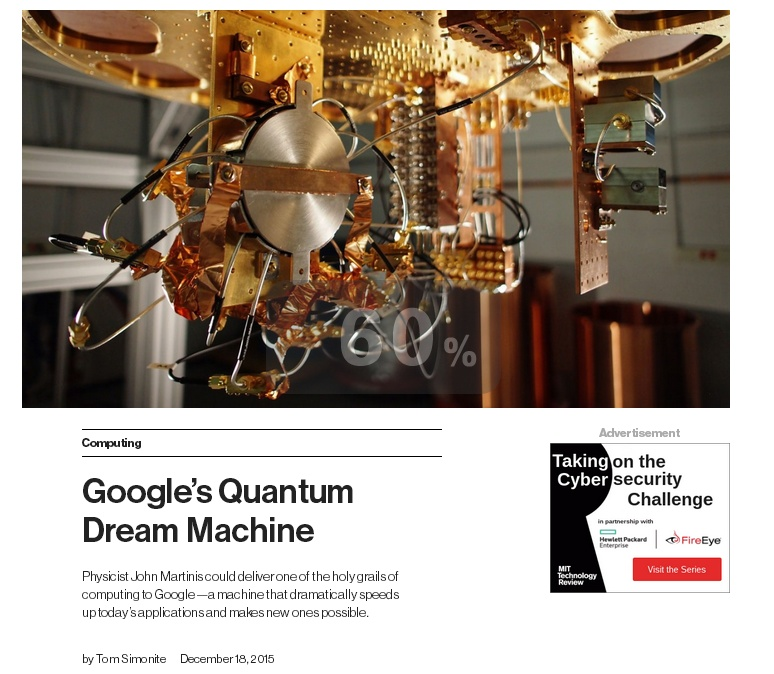 60%
Computing
Google's Quantum
Dream Machine
Physicist John Martinis could deliver one of the holy grails of
computing to Google—a machine that dramatically speeds
up today's applications and makes new ones possible.
by Tom Simonite December 18, 2015
Advertisement
Taking on the
Cyber security
Challenge
in partnership with
Hewlett Packard
Enterprise
FireEye
MIT
Technology
Review
Visit the Series